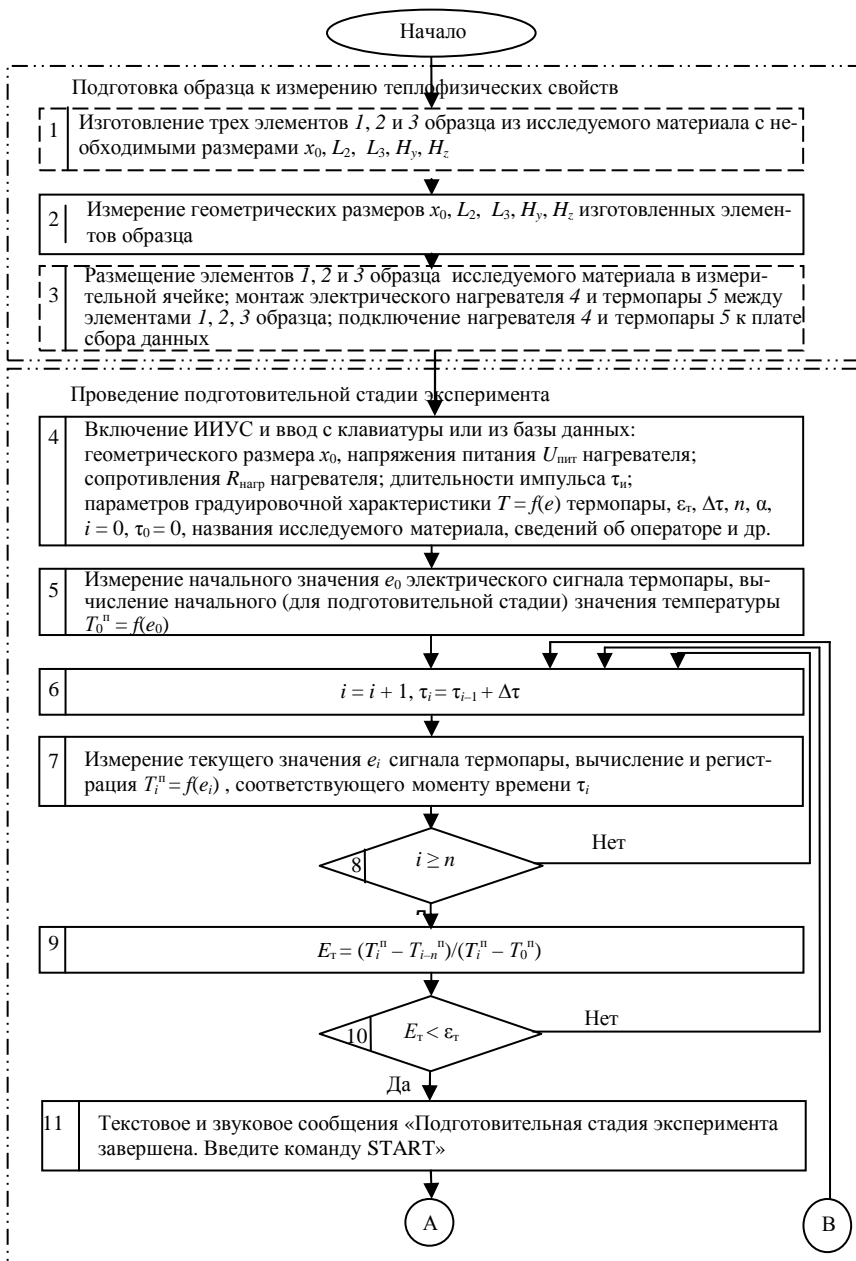 Начало
Подготовка образца к измерению теплофизических свойств
1
Изготовление трех элементов 1, 2 и 3 образца из исследуемого материала с не-
обходимыми размерами x₀, L₂, L₃, Hy, Hz
2
Измерение геометрических размеров x₀, L₂, L₃, Hy, Hz изготовленных элемен-
тов образца
3
Размещение элементов 1, 2 и 3 образца исследуемого материала в измери-
тельной ячейке; монтаж электрического нагревателя 4 и термопары 5 между
элементами 1, 2, 3 образца; подключение нагревателя 4 и термопары 5 к плате
сбора данных
Проведение подготовительной стадии эксперимента
4
Включение ИИУС и ввод с клавиатуры или из базы данных:
геометрического размера x₀, напряжения питания Uпит нагревателя;
сопротивления Rнагр нагревателя; длительности импульса τи;
параметров градуировочной характеристики T = f(e) термопары, εт, Δτ, n, α,
i = 0, τ₀ = 0, названия исследуемого материала, сведений об операторе и др.
5
Измерение начального значения e₀ электрического сигнала термопары, вы-
числение начального (для подготовительной стадии) значения температуры
T₀ᵖ = f(e₀)
6
i = i + 1, τi = τi–1 + Δτ
7
Измерение текущего значения ei сигнала термопары, вычисление и регист-
рация Tiп = f(ei) , соответствующего моменту времени τi
8
i ≥ n
Нет
9
Eт = (Tiп – Ti–nп)/(Tiп – T0п)
10
Eт < εт
Нет
Да
11
Текстовое и звуковое сообщения «Подготовительная стадия эксперимента
завершена. Введите команду START»
А
В